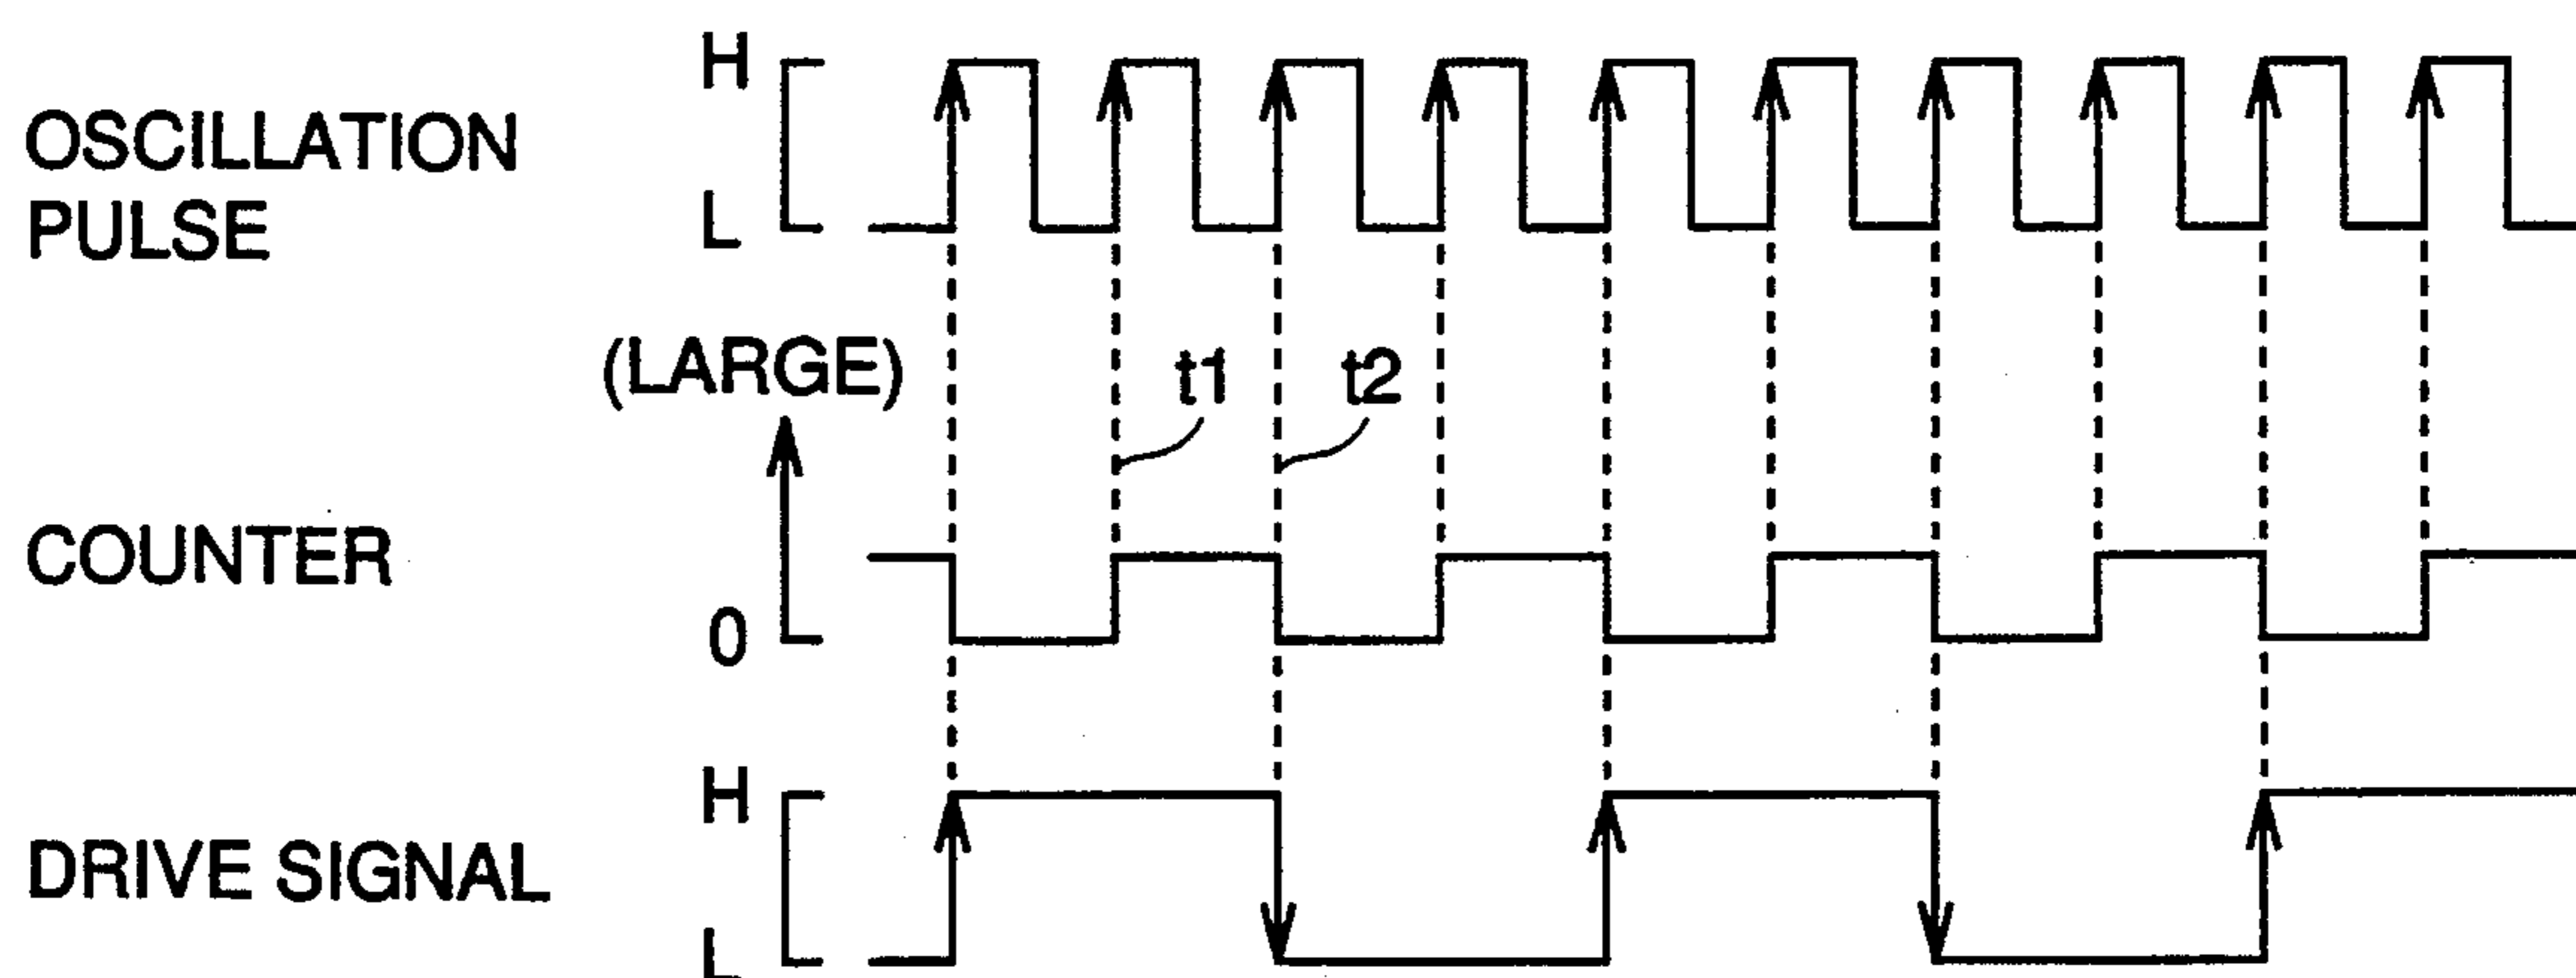 H
OSCILLATION
PULSE
L
(LARGE)
t1
t2
COUNTER
0
H
DRIVE SIGNAL
L